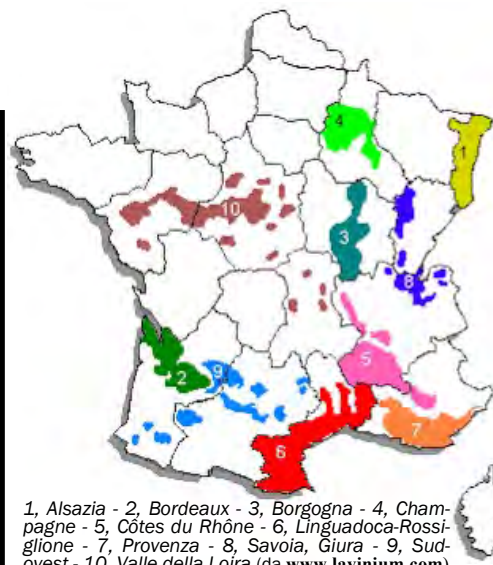 4
1
10
3
8
5
2
9
7
6
1, Alsazia - 2, Bordeaux - 3, Borgogna - 4, Cham-
pagne - 5, Côtes du Rhône - 6, Linguadoca-Rossi-
glione - 7, Provenza - 8, Savoia, Giura - 9, Sud-
ovest - 10, Valle della Loira (da www.lavinium.com)